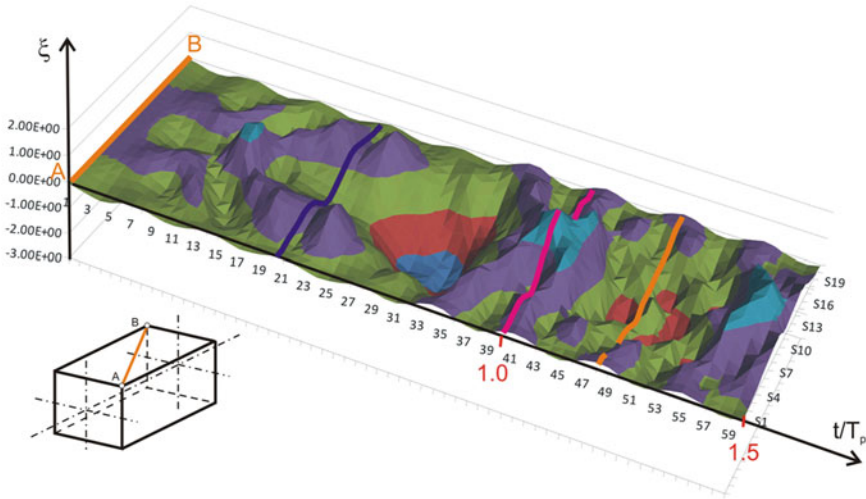 ξ
B
A
2.00E+00
1.00E+00
0.00E+00
-1.00E+00
-2.00E+00
-3.00E+00
1 3 5 7 9 11 13 15 17 19 21 23 25 27 29 31 33 35 37 39 41 43 45 47 49 51 53 55 57 59
S1 S4 S7 S10 S13 S16 S19
1.0
1.5
t/Tp
B
A